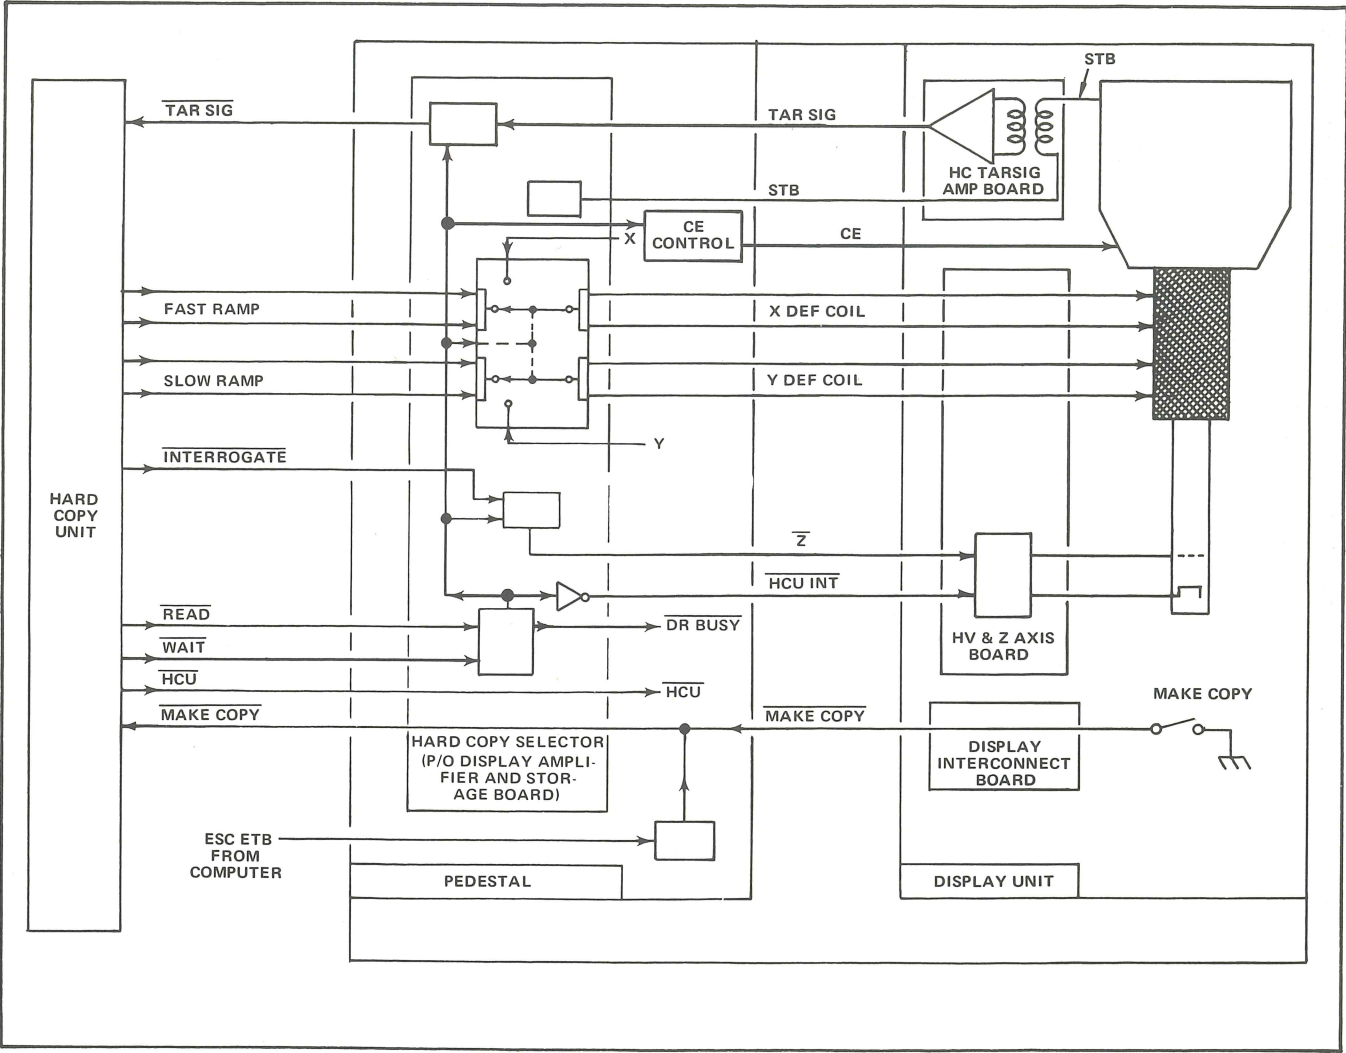 STB
TAR SIG
TAR SIG
HC TARSIG
AMP BOARD
STB
CE
CONTROL
X
CE
FAST RAMP
X DEF COIL
SLOW RAMP
Y DEF COIL
Y
INTERROGATE
HARD
COPY
UNIT
Z
HCU INT
READ
DR BUSY
WAIT
HV & Z AXIS
BOARD
HCU
HCU
MAKE COPY
MAKE COPY
MAKE COPY
HARD COPY SELECTOR
(P/O DISPLAY AMPLI-
FIER AND STOR-
AGE BOARD)
DISPLAY
INTERCONNECT
BOARD
ESC ETB
FROM
COMPUTER
PEDESTAL
DISPLAY UNIT